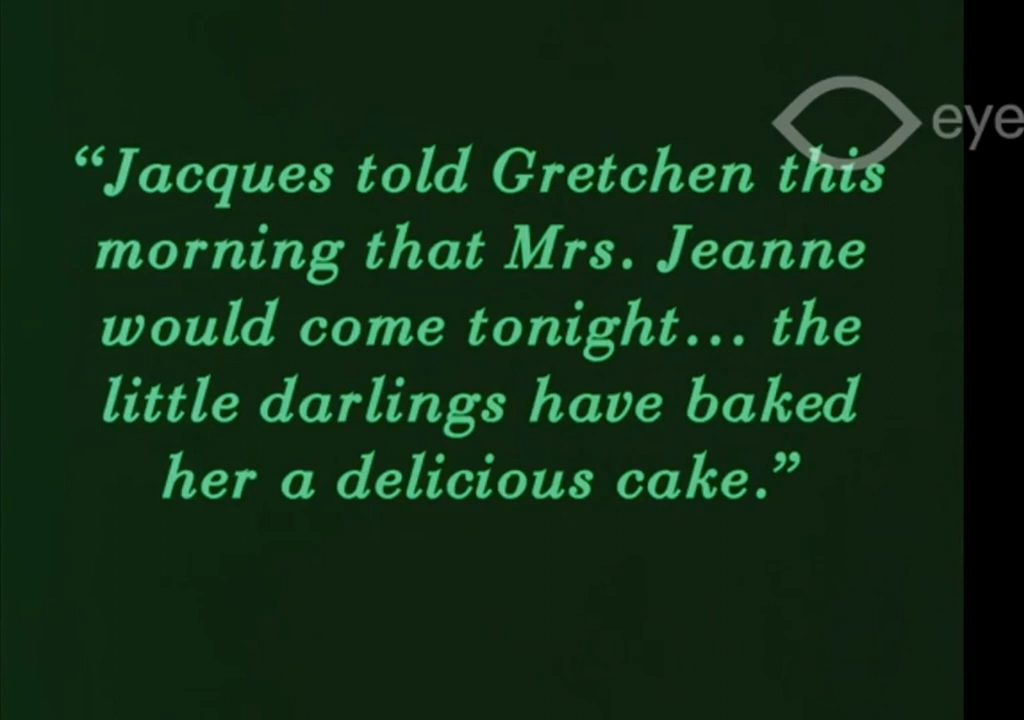 eye
“Jacques told Gretchen this
morning that Mrs. Jeanne
would come tonight... the
little darlings have baked
her a delicious cake.”